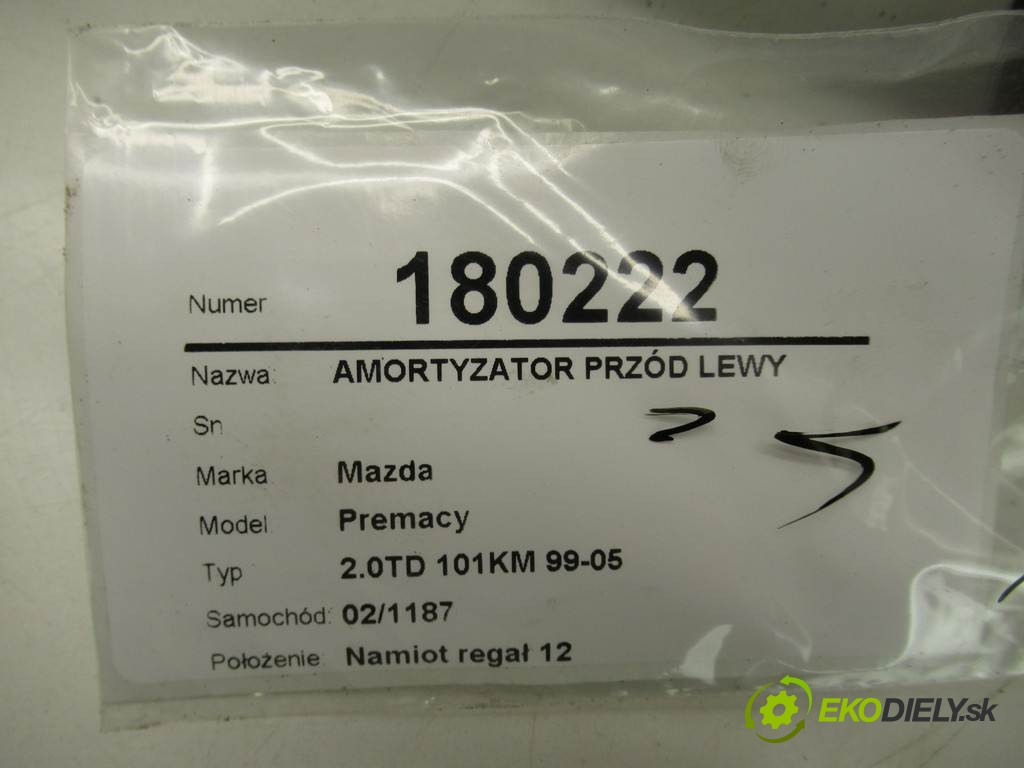 Numer 180222
Nazwa: AMORTYZATOR PRZÓD LEWY
Sn
Marka Mazda
Model: Premacy
Typ 2.0TD 101KM 99-05
Samochód: 02/1187
Położenie: Namiot regał 12
EKODIELY.sk